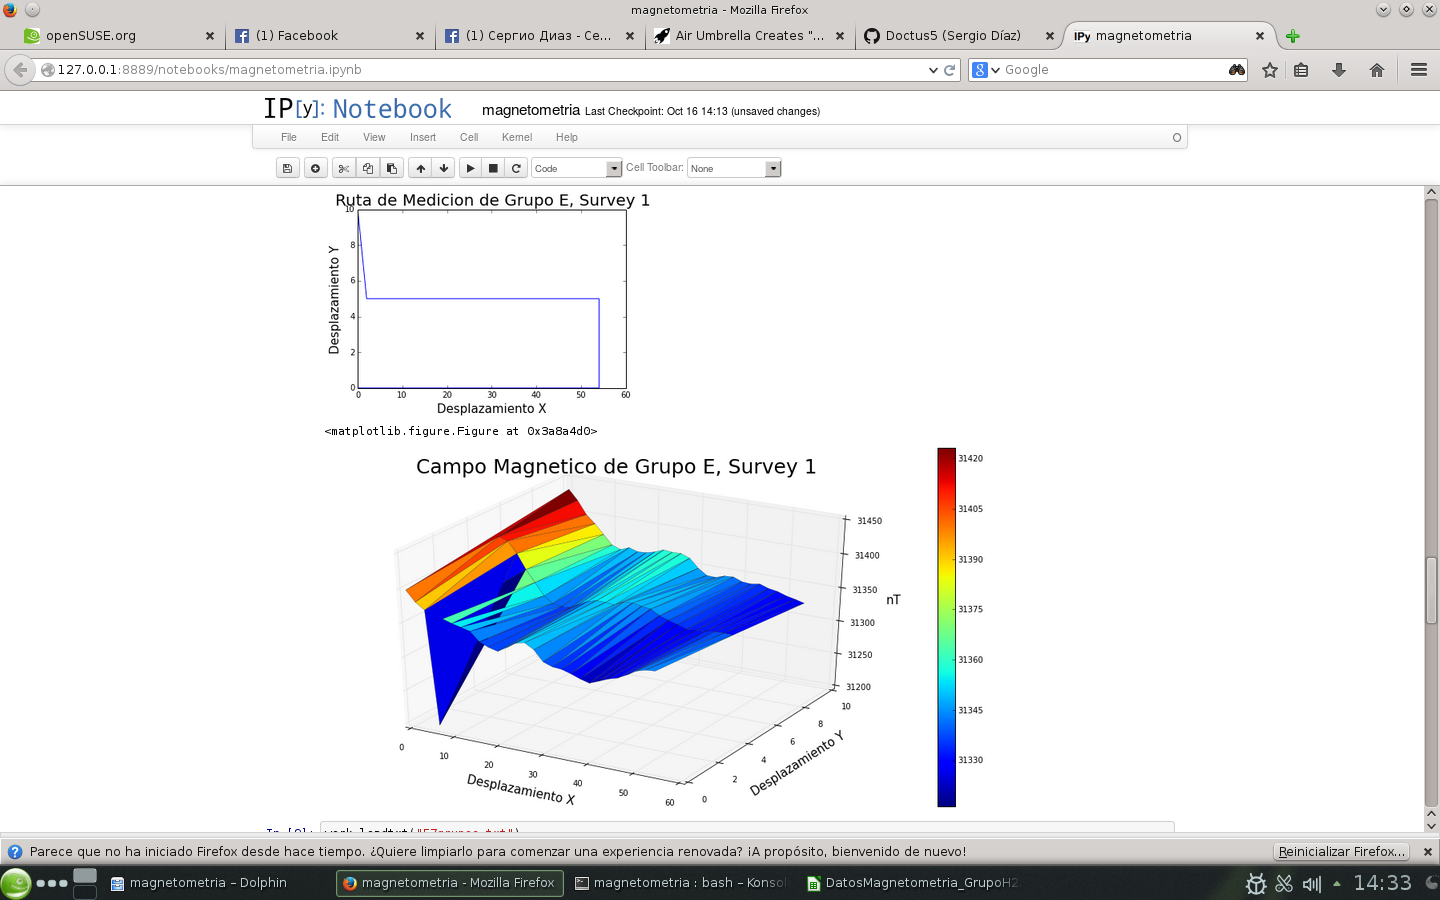 magnetometria - Mozilla Firefox
openSUSE.org
(1) Facebook
(1) Сергио Диаз - Се...
Air Umbrella Creates "...
Doctus5 (Sergio Díaz)
IPy magnetometria
127.0.0.1:8889/notebooks/magnetometria.ipynb
Google
IP[y]: Notebook
magnetometria Last Checkpoint: Oct 16 14:13 (unsaved changes)
File Edit View Insert Cell Kernel Help
Code
Cell Toolbar: None
Ruta de Medicion de Grupo E, Survey 1
10
8
6
4
2
0
Desplazamiento Y
0 10 20 30 40 50 60
Desplazamiento X
<matplotlib.figure.Figure at 0x3a8a4d0>
Campo Magnetico de Grupo E, Survey 1
31450
31400
31350
31300
31250
31200
nT
0 10 20 30 40 50 60
Desplazamiento X
0 2 4 6 8 10
Desplazamiento Y
31420
31405
31390
31375
31360
31345
31330
Parece que no ha iniciado Firefox desde hace tiempo. ¿Quiere limpiarlo para comenzar una experiencia renovada? ¡A propósito, bienvenido de nuevo!
Reinicializar Firefox...
magnetometria – Dolphin
magnetometria - Mozilla Firefox
magnetometria : bash – Konso
DatosMagnetometria_GrupoH2
14:33